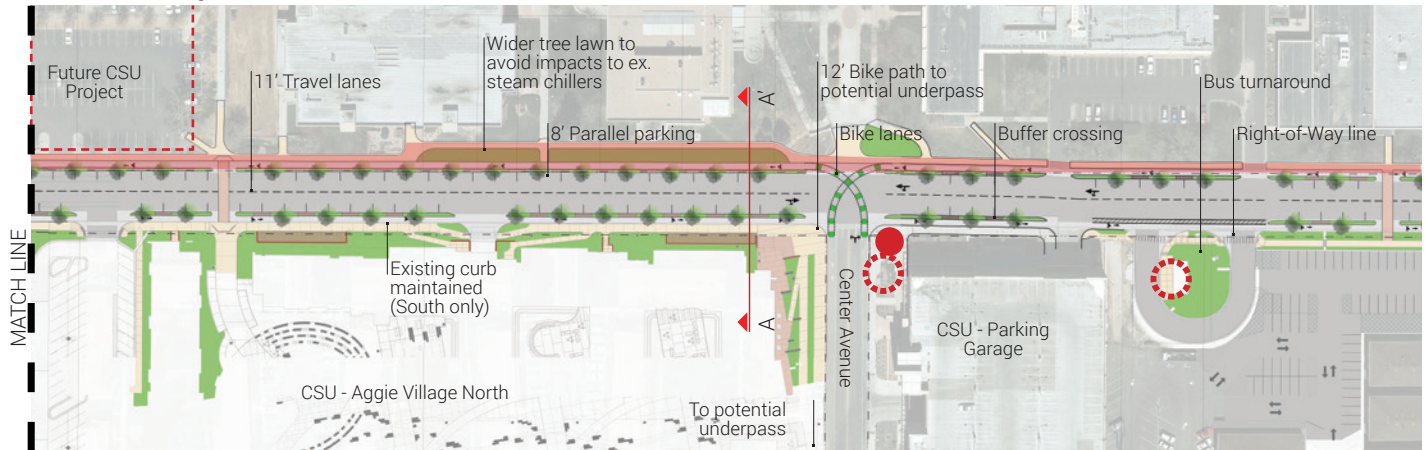 Future CSU
Project
11’ Travel lanes
Wider tree lawn to
avoid impacts to ex.
steam chillers
8’ Parallel parking
A’
12’ Bike path to
potential underpass
Bike lanes
Buffer crossing
Bus turnaround
Right-of-Way line
MATCH LINE
Existing curb
maintained
(South only)
A
Center Avenue
CSU - Parking
Garage
CSU - Aggie Village North
To potential
underpass